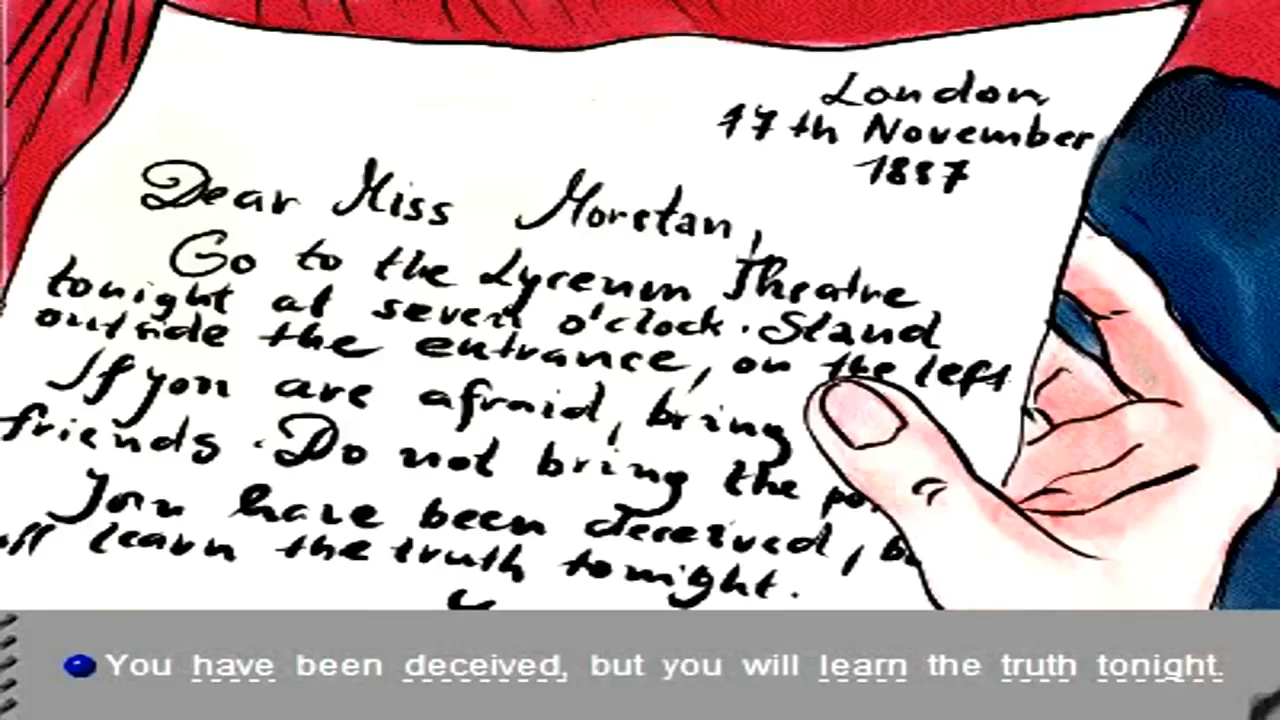 London
17th November
1887
Dear Miss Morstan,
Go to the Lyceum Theatre
tonight at seven o'clock. Stand
outside the entrance, on the left
If you are afraid, bring
friends. Do not bring the po
You have been deceived, b
ll learn the truth tonight.
You have been deceived, but you will learn the truth tonight.